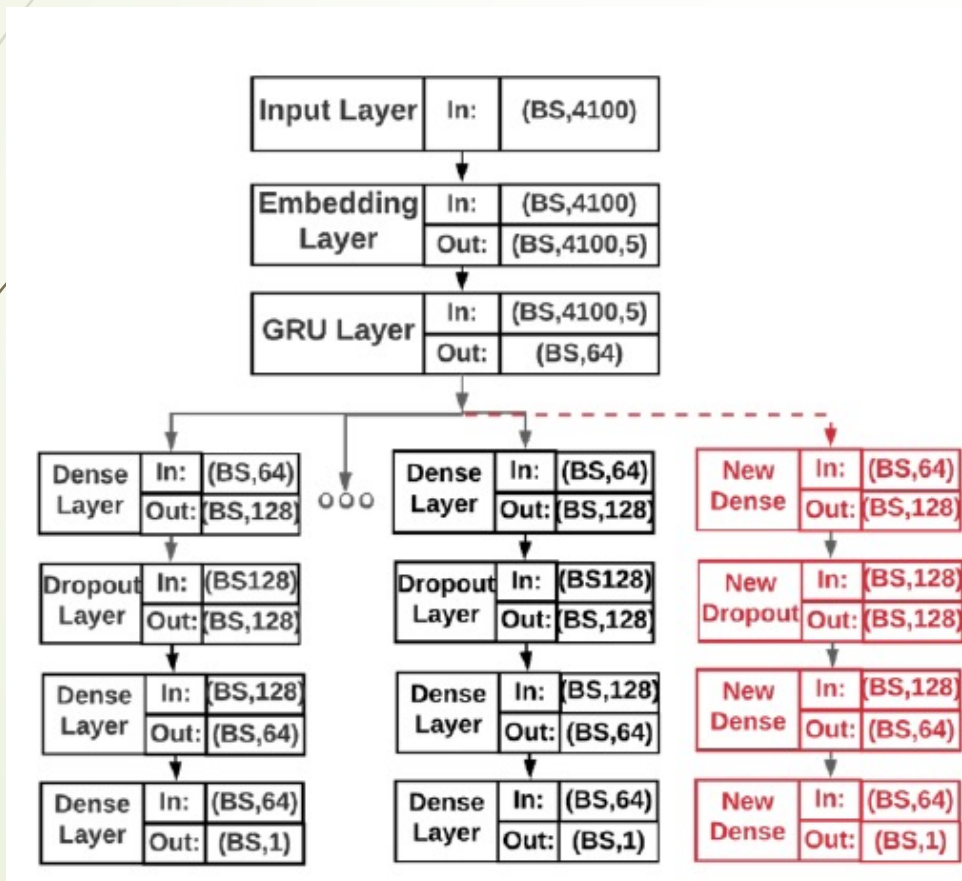 Input Layer In: (BS,4100)
Embedding Layer In: (BS,4100)
Out: (BS,4100,5)
GRU Layer In: (BS,4100,5)
Out: (BS,64)
Dense Layer In: (BS,64)
Out: (BS,128)
Dropout Layer In: (BS128)
Out: (BS,128)
Dense Layer In: (BS,128)
Out: (BS,64)
Dense Layer In: (BS,64)
Out: (BS,1)
Dense Layer In: (BS,64)
Out: (BS,128)
Dropout Layer In: (BS128)
Out: (BS,128)
Dense Layer In: (BS,128)
Out: (BS,64)
Dense Layer In: (BS,64)
Out: (BS,1)
New Dense In: (BS,64)
Out: (BS,128)
New Dropout In: (BS,128)
Out: (BS,128)
New Dense In: (BS,128)
Out: (BS,64)
New Dense In: (BS,64)
Out: (BS,1)